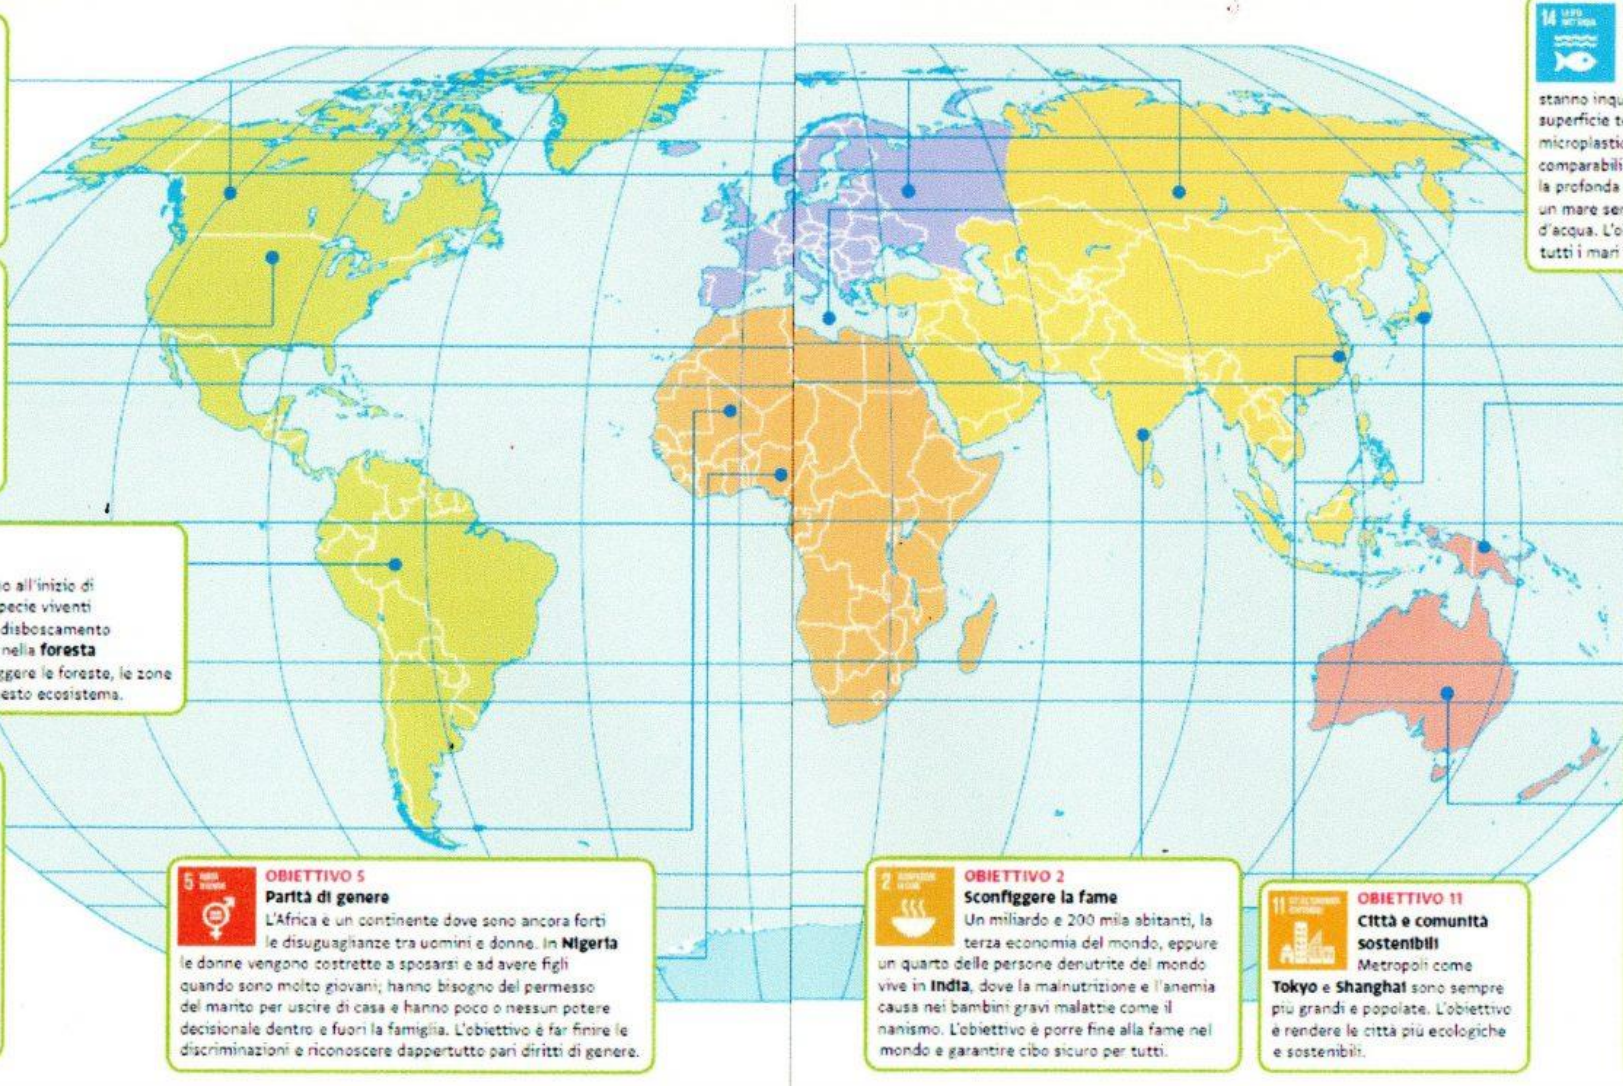 14
stanno inqu
superficie t
microplasti
comparabili
la profonda
un mare se
d'acqua. L'o
tutti i mari
o all'inizio di
pecie viventi
disboscamento
nella foresta
ggere le foreste, le zone
esto ecosistema.
5
OBIETTIVO 5
Parità di genere
L'Africa è un continente dove sono ancora forti
le disuguaglianze tra uomini e donne. In Nigeria
le donne vengono costrette a sposarsi e ad avere figli
quando sono molto giovani; hanno bisogno del permesso
del marito per uscire di casa e hanno poco o nessun potere
decisionale dentro e fuori la famiglia. L'obiettivo è far finire le
discriminazioni e riconoscere dappertutto pari diritti di genere.
2
OBIETTIVO 2
Sconfiggere la fame
Un miliardo e 200 mila abitanti, la
terza economia del mondo, eppure
un quarto delle persone denutrite del mondo
vive in India, dove la malnutrizione e l'anemia
causa nei bambini gravi malattie come il
nanismo. L'obiettivo è porre fine alla fame nel
mondo e garantire cibo sicuro per tutti.
11
OBIETTIVO 11
Città e comunità
sostenibili
Metropoli come
Tokyo e Shanghai sono sempre
più grandi e popolate. L'obiettivo
è rendere le città più ecologiche
e sostenibili.